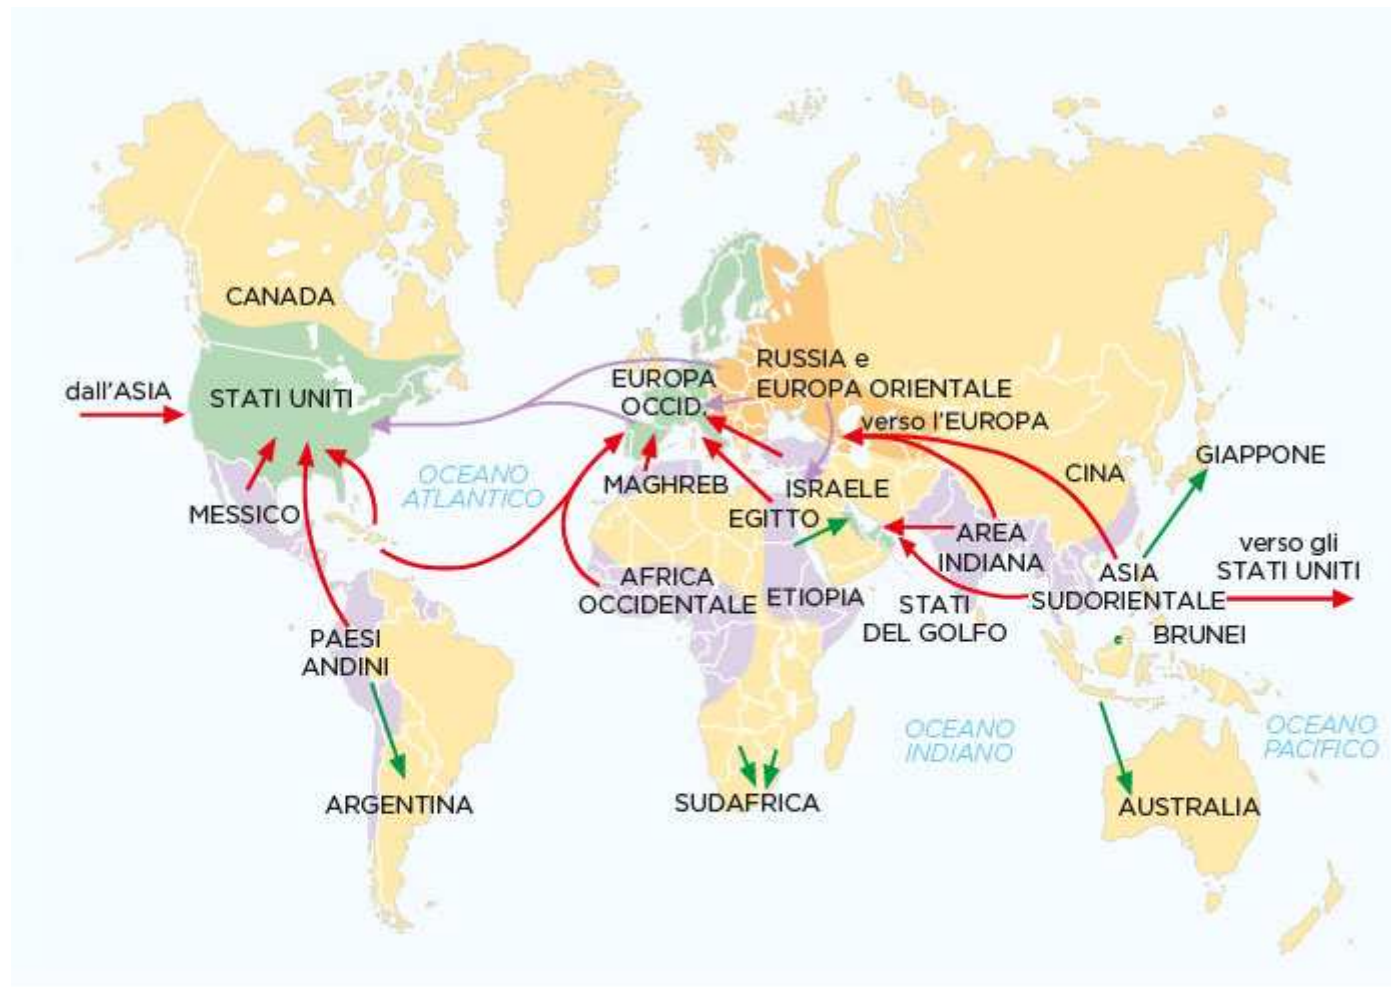 CANADA
dall'ASIA
STATI UNITI
MESSICO
OCEANO
ATLANTICO
EUROPA
OCCID.
RUSSIA e
EUROPA ORIENTALE
verso l'EUROPA
MAGHREB
ISRAELE
EGITTO
CINA
GIAPPONE
AREA
INDIANA
AFRICA
OCCIDENTALE
ETIOPIA
STATI
DEL GOLFO
ASIA
SUDORIENTALE
verso gli
STATI UNITI
BRUNEI
PAESI
ANDINI
OCEANO
INDIANO
OCEANO
PACIFICO
ARGENTINA
SUDAFRICA
AUSTRALIA